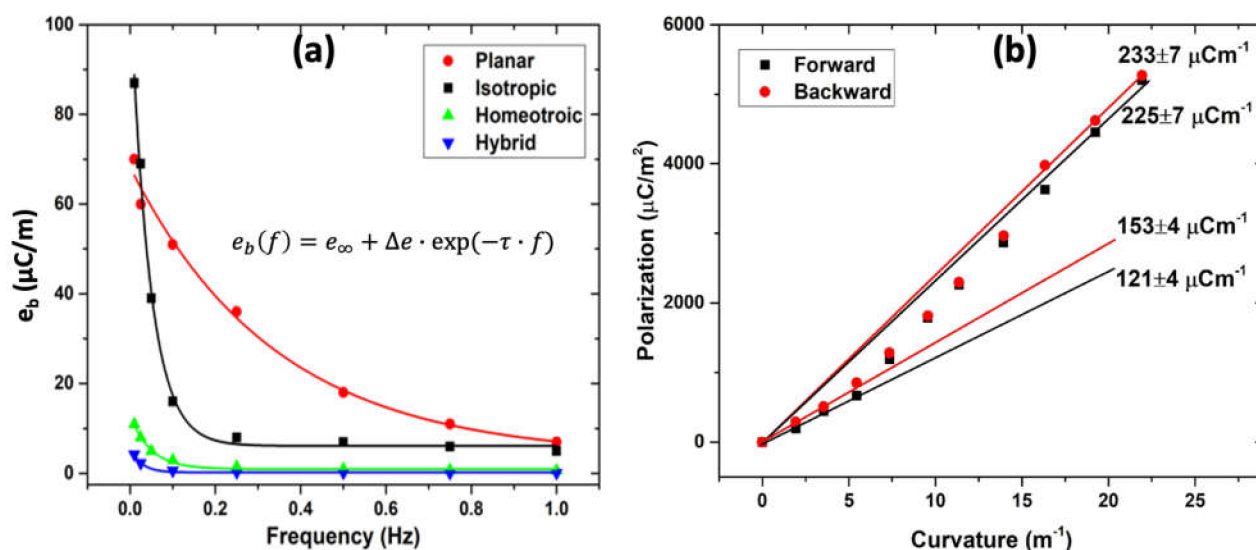 (a)
Planar
Isotropic
Homeotroic
Hybrid
e_b(f) = e_∞ + Δe · exp(−τ · f)
e_b (μC/m)
100
80
60
40
20
0
0.0 0.2 0.4 0.6 0.8 1.0
Frequency (Hz)
(b)
Forward
Backward
233±7 μCm⁻¹
225±7 μCm⁻¹
153±4 μCm⁻¹
121±4 μCm⁻¹
Polarization (μC/m²)
6000
4000
2000
0
0 5 10 15 20 25
Curvature (m⁻¹)